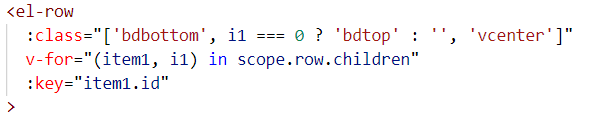 <el-row
:class="['bdbottom', i1 === 0 ? 'bdtop' : '', 'vcenter']"
v-for="(item1, i1) in scope.row.children"
:key="item1.id"
>